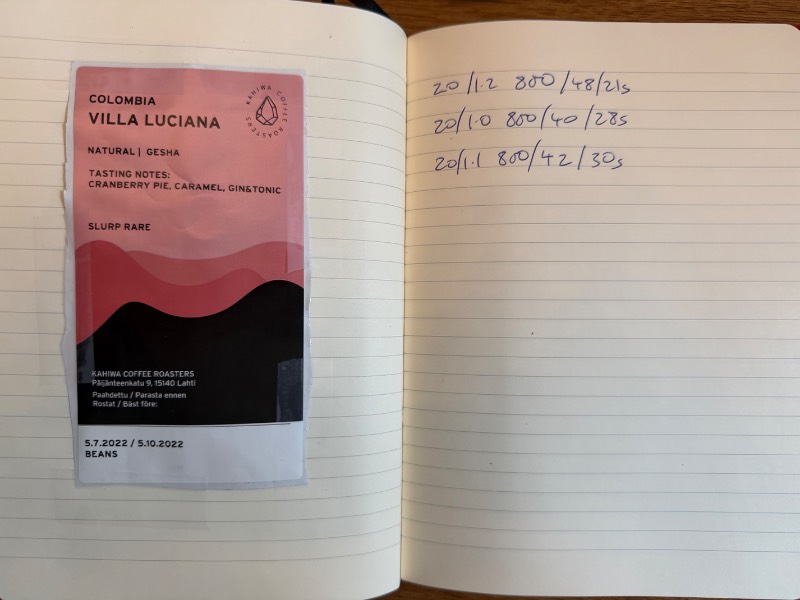 COLOMBIA
VILLA LUCIANA
KAHIWA COFFEE ROASTERS
NATURAL | GESHA
TASTING NOTES:
CRANBERRY PIE, CARAMEL, GIN&TONIC
SLURP RARE
KAHIWA COFFEE ROASTERS
Päijänteenkatu 9, 15140 Lahti
Paahdettu / Parasta ennen
Rostat / Bäst före:
5.7.2022 / 5.10.2022
BEANS
20/1.2 800/48/21s
20/1.0 800/40/28s
20/1.1 800/42/30s